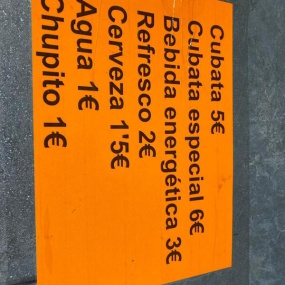 Cubata 5€
Cubata especial 6€
Bebida energética 3€
Refresco 2€
Cerveza 1'5€
Agua 1€
Chupito 1€